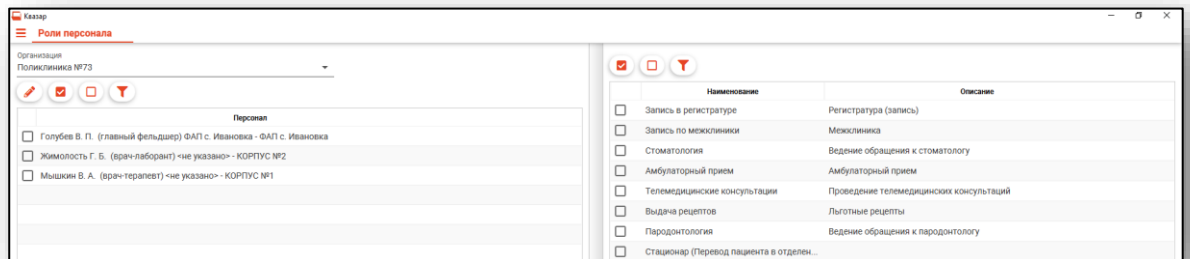 Квазар
Роли персонала
Организация
Поликлиника №73
Персонал
Голубев В. П. (главный фельдшер) ФАП с. Ивановка - ФАП с. Ивановка
Жимолость Г. Б. (врач-лаборант) <не указано> - КОРПУС №2
Мышкин В. А. (врач-терапевт) <не указано> - КОРПУС №1
Наименование Описание
Запись в регистратуре Регистратура (запись)
Запись по межклиники Межклиника
Стоматология Ведение обращения к стоматологу
Амбулаторный прием Амбулаторный прием
Телемедицинские консультации Проведение телемедицинских консультаций
Выдача рецептов Льготные рецепты
Пародонтология Ведение обращения к пародонтологу
Стационар (Перевод пациента в отделен...